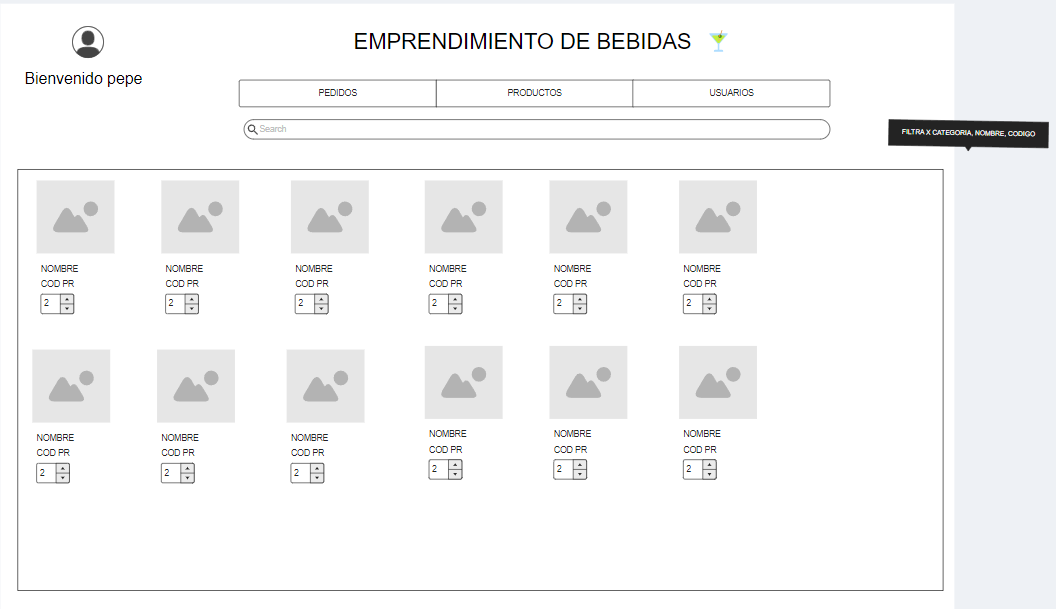 EMPRENDIMIENTO DE BEBIDAS
Bienvenido pepe
PEDIDOS PRODUCTOS USUARIOS
Search
FILTRA X CATEGORIA, NOMBRE, CODIGO
NOMBRE NOMBRE NOMBRE NOMBRE NOMBRE NOMBRE
COD PR COD PR COD PR COD PR COD PR COD PR
2 2 2 2 2 2
NOMBRE NOMBRE NOMBRE NOMBRE NOMBRE NOMBRE
COD PR COD PR COD PR COD PR COD PR COD PR
2 2 2 2 2 2